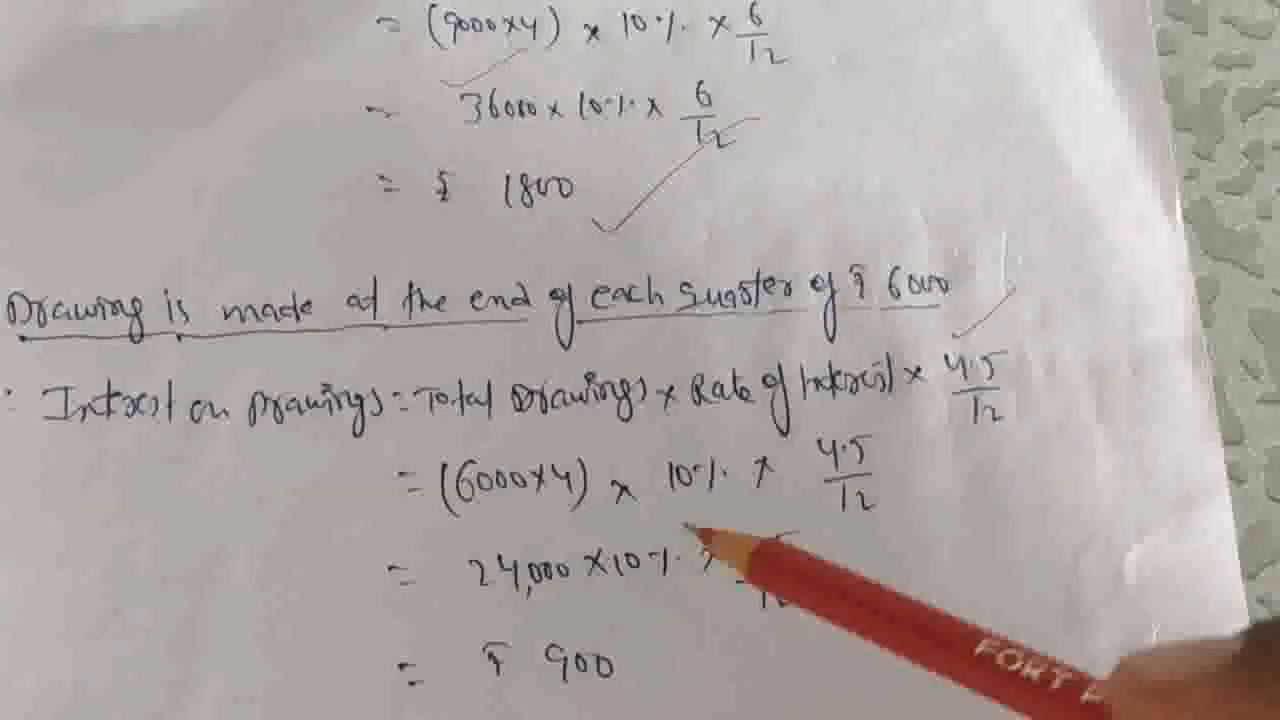 = (9000×4) × 10% × 6/12
= 36000 × 10% × 6/12
= ₹ 1800
Drawing is made at the end of each Quarter of ₹ 6000
Interest on Drawings = Total Drawings × Rate of Interest × 4.5/12
= (6000×4) × 10% × 4.5/12
= 24,000 × 10% ×
= ₹ 900
FORT